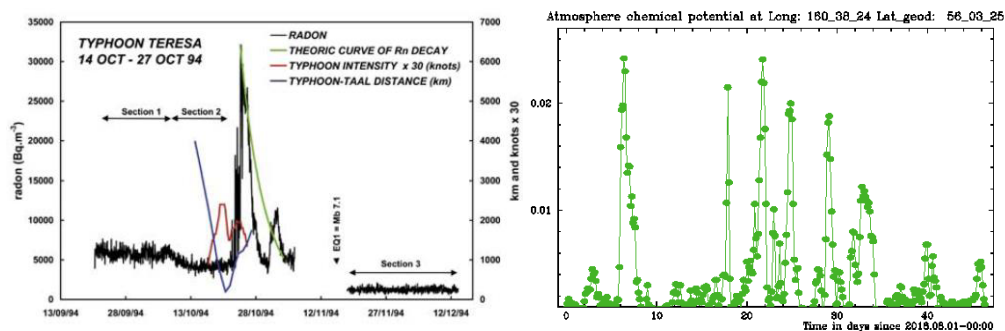 TYPHOON TERESA
14 OCT - 27 OCT 94
RADON
THEORIC CURVE OF Rn DECAY
TYPHOON INTENSITY x 30 (knots)
TYPHOON-TAAL DISTANCE (km)
Section 1
Section 2
EQ1 = Mb 7.1
Section 3
radon (Bq.m-3)
35000
30000
25000
20000
15000
10000
5000
0
7000
6000
5000
4000
3000
2000
1000
0
km and knots x 30
13/09/94
28/09/94
13/10/94
28/10/94
12/11/94
27/11/94
12/12/94
Atmosphere chemical potential at Long: 160_38_24 Lat_geod: 56_03_25
0.02
0.01
0
20
40
Time in days since 2018.08.01-00:00